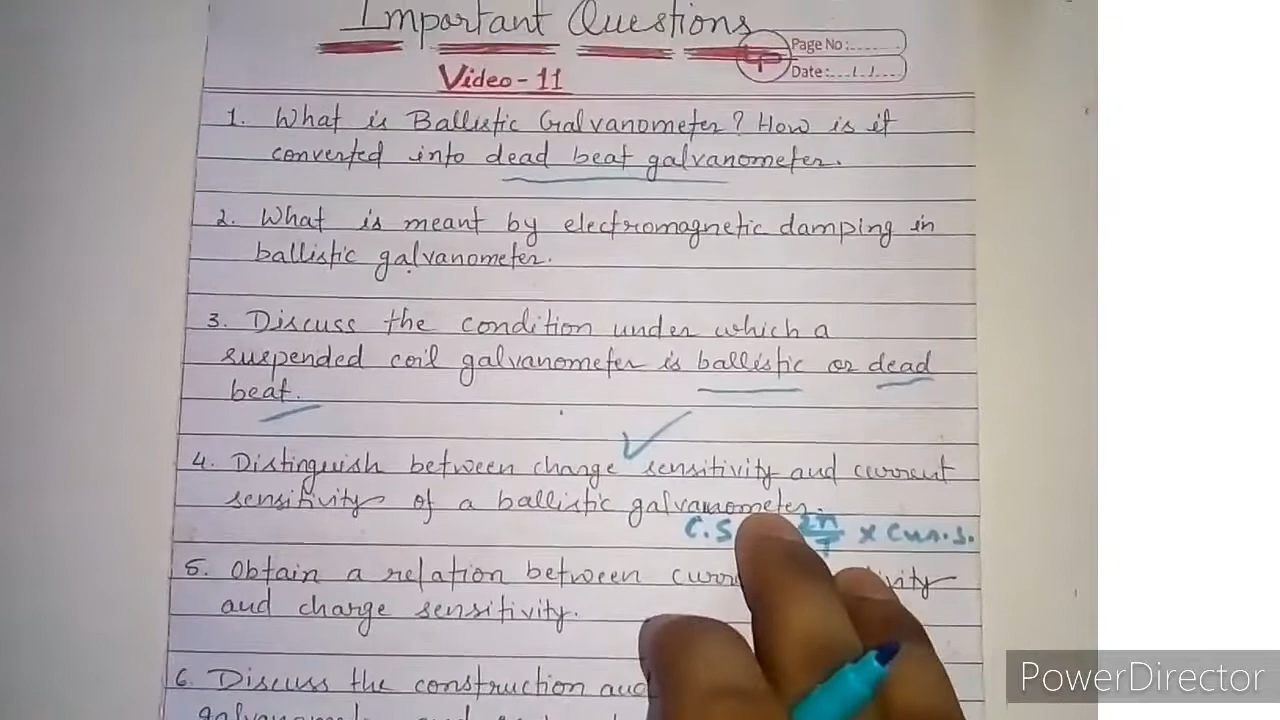 Important Questions
Page No:.......
Date:...1.1....
Video-11
1. What is Ballistic Galvanometer? How is it
converted into dead beat galvanometer.
2. What is meant by electromagnetic damping in
ballistic galvanometer.
3. Discuss the condition under which a
suspended coil galvanometer is ballistic or dead
beat.
4. Distinguish between charge sensitivity and current
sensitivity of a ballistic galvanometer.
C.S × Curr.S.
5. Obtain a relation between
and charge sensitivity.
6. Discuss the construction and
PowerDirector